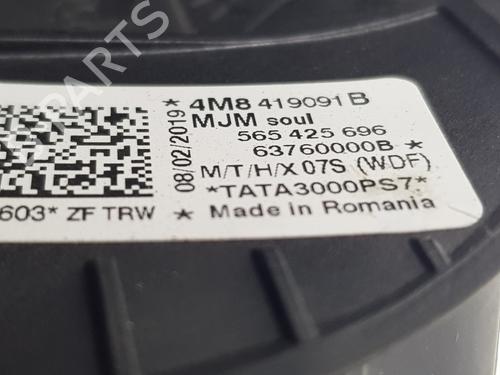 *4M8 419091 B
MJM soul
565 425 696
63760000B *
M/T/H/X 07S (WDF)
*TATA3000PS7*
* Made in Romania
08/02/2019
603* ZF TRW
B-PARTS